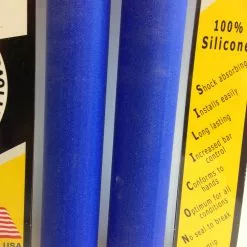 100%
Silicone
Shock absorbing
Installs easily
Long lasting
Increased bar
control
Conforms to
hands
Optimum for all
conditions
No seal to break
USA